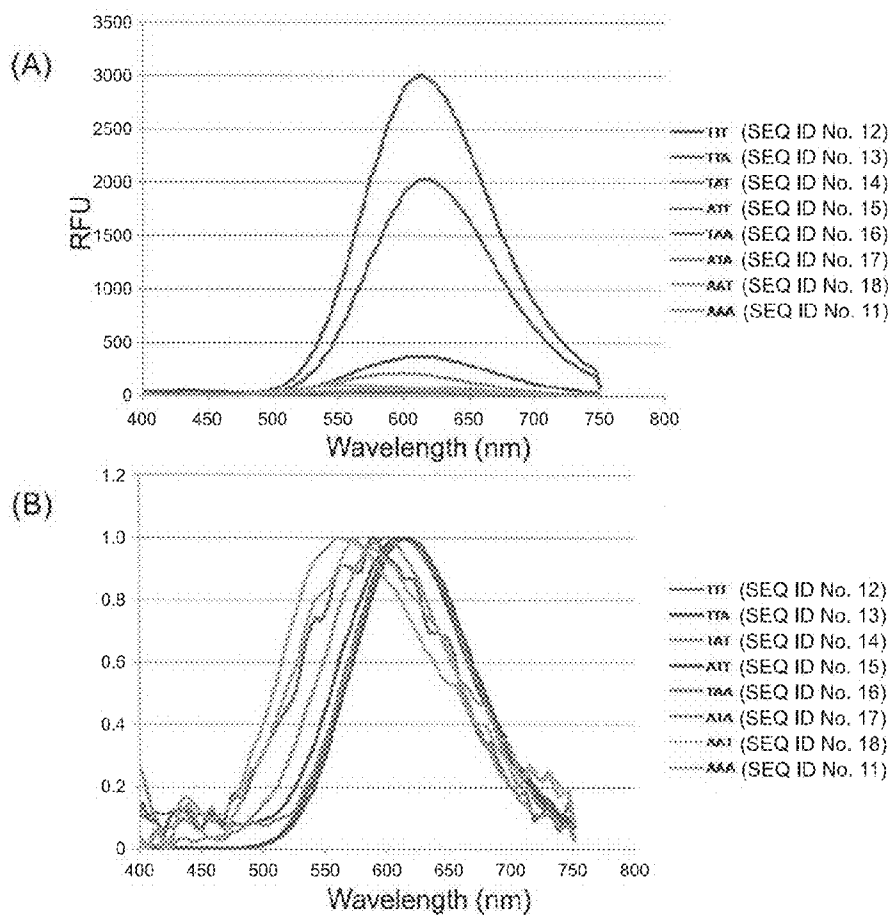 (A)
3500
3000
2500
2000
1500
1000
500
0
RFU
400 450 500 550 600 650 700 750 800
Wavelength (nm)
TTT (SEQ ID No. 12)
TTA (SEQ ID No. 13)
TAT (SEQ ID No. 14)
ATT (SEQ ID No. 15)
TAA (SEQ ID No. 16)
ATA (SEQ ID No. 17)
AAT (SEQ ID No. 18)
AAA (SEQ ID No. 11)
(B)
1.2
1.0
0.8
0.6
0.4
0.2
0
400 450 500 550 600 650 700 750 800
Wavelength (nm)
TTT (SEQ ID No. 12)
TTA (SEQ ID No. 13)
TAT (SEQ ID No. 14)
ATT (SEQ ID No. 15)
TAA (SEQ ID No. 16)
ATA (SEQ ID No. 17)
AAT (SEQ ID No. 18)
AAA (SEQ ID No. 11)